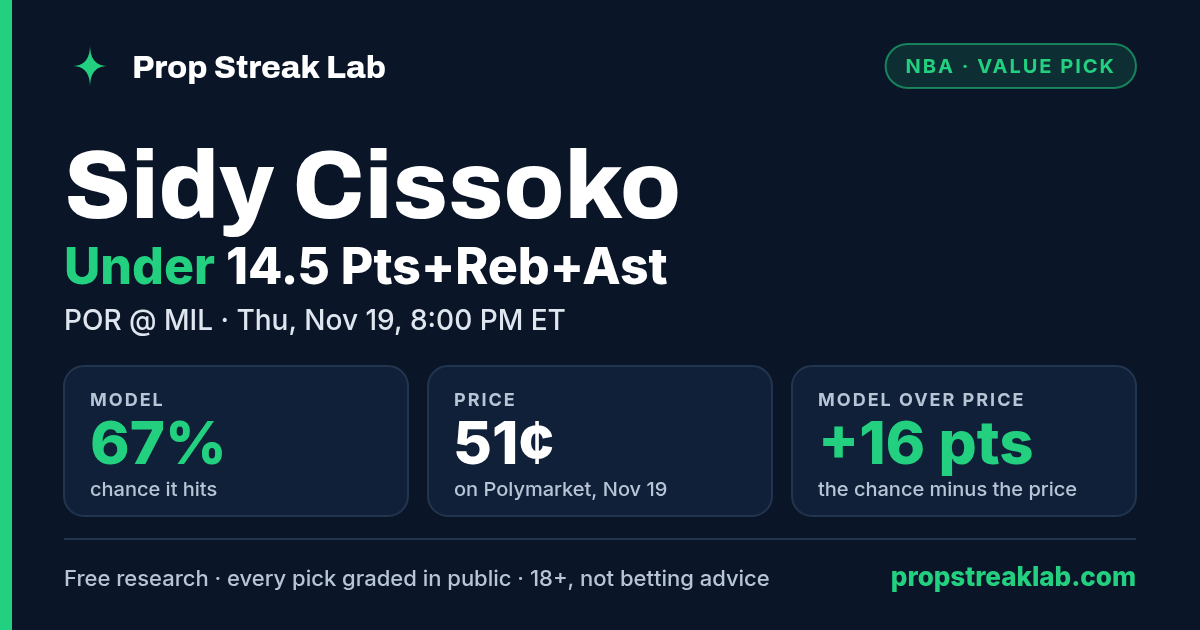 Prop Streak Lab
NBA · VALUE PICK
Sidy Cissoko
Under 14.5 Pts+Reb+Ast
POR @ MIL · Thu, Nov 19, 8:00 PM ET
MODEL
67%
chance it hits
PRICE
51¢
on Polymarket, Nov 19
MODEL OVER PRICE
+16 pts
the chance minus the price
Free research · every pick graded in public · 18+, not betting advice
propstreaklab.com